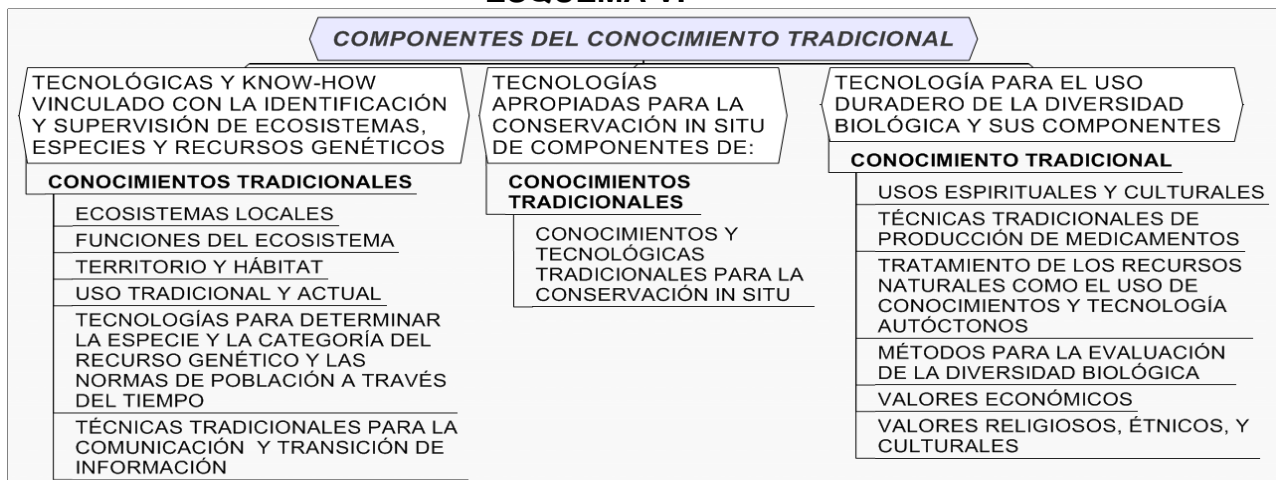 COMPONENTES DEL CONOCIMIENTO TRADICIONAL
TECNOLÓGICAS Y KNOW-HOW
VINCULADO CON LA IDENTIFICACIÓN
Y SUPERVISIÓN DE ECOSISTEMAS,
ESPECIES Y RECURSOS GENÉTICOS
CONOCIMIENTOS TRADICIONALES
ECOSISTEMAS LOCALES
FUNCIONES DEL ECOSISTEMA
TERRITORIO Y HÁBITAT
USO TRADICIONAL Y ACTUAL
TECNOLOGÍAS PARA DETERMINAR
LA ESPECIE Y LA CATEGORÍA DEL
RECURSO GENÉTICO Y LAS
NORMAS DE POBLACIÓN A TRAVÉS
DEL TIEMPO
TÉCNICAS TRADICIONALES PARA LA
COMUNICACIÓN Y TRANSICIÓN DE
INFORMACIÓN
TECNOLOGÍAS
APROPIADAS PARA LA
CONSERVACIÓN IN SITU
DE COMPONENTES DE:
CONOCIMIENTOS
TRADICIONALES
CONOCIMIENTOS Y
TECNOLÓGICAS
TRADICIONALES PARA LA
CONSERVACIÓN IN SITU
TECNOLOGÍA PARA EL USO
DURADERO DE LA DIVERSIDAD
BIOLÓGICA Y SUS COMPONENTES
CONOCIMIENTO TRADICIONAL
USOS ESPIRITUALES Y CULTURALES
TÉCNICAS TRADICIONALES DE
PRODUCCIÓN DE MEDICAMENTOS
TRATAMIENTO DE LOS RECURSOS
NATURALES COMO EL USO DE
CONOCIMIENTOS Y TECNOLOGÍA
AUTÓCTONOS
MÉTODOS PARA LA EVALUACIÓN
DE LA DIVERSIDAD BIOLÓGICA
VALORES ECONÓMICOS
VALORES RELIGIOSOS, ÉTNICOS, Y
CULTURALES